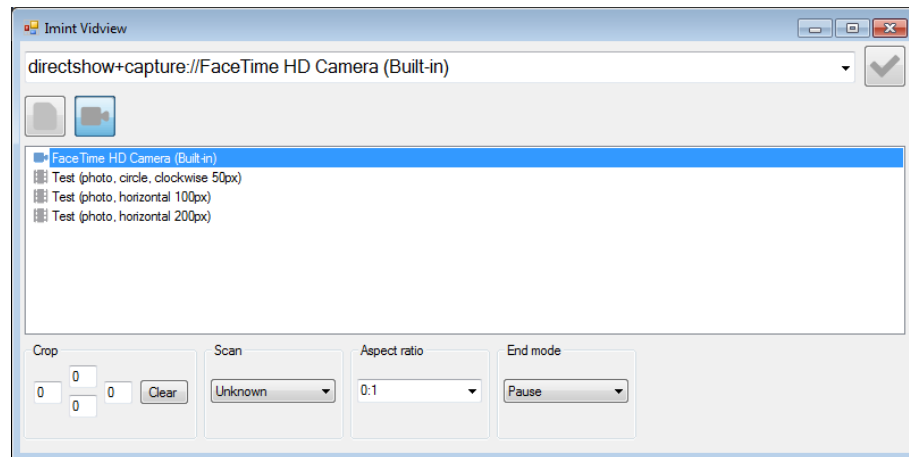 Imint Vidview
directshow+capture://FaceTime HD Camera (Built-in)
FaceTime HD Camera (Built-in)
Test (photo, circle, clockwise 50px)
Test (photo, horizontal 100px)
Test (photo, horizontal 200px)
Crop
0
0
0
0
Clear
Scan
Unknown
Aspect ratio
0:1
End mode
Pause